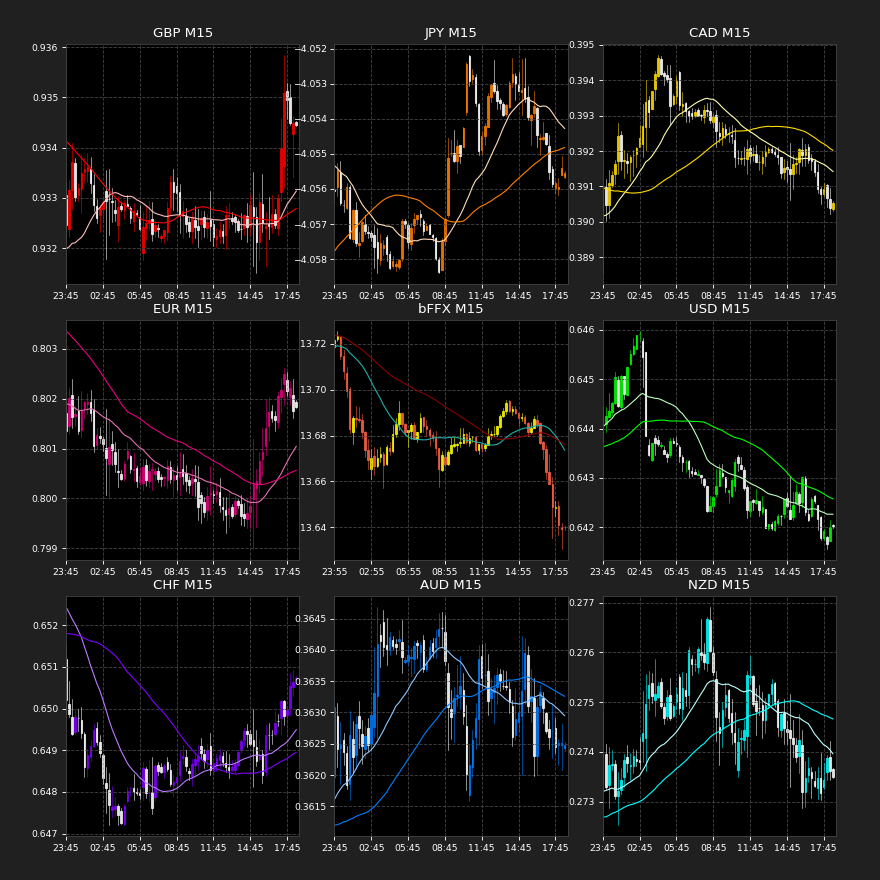 GBP M15
0.936
0.935
0.934
0.933
0.932
23:45 02:45 05:45 08:45 11:45 14:45 17:45
JPY M15
−4.052
−4.053
−4.054
−4.055
−4.056
−4.057
−4.058
23:45 02:45 05:45 08:45 11:45 14:45 17:45
CAD M15
0.395
0.394
0.393
0.392
0.391
0.390
0.389
23:45 02:45 05:45 08:45 11:45 14:45 17:45
EUR M15
0.803
0.802
0.801
0.800
0.799
23:45 02:45 05:45 08:45 11:45 14:45 17:45
bFFX M15
13.72
13.70
13.68
13.66
13.64
23:55 02:55 05:55 08:55 11:55 14:55 17:55
USD M15
0.646
0.645
0.644
0.643
0.642
23:45 02:45 05:45 08:45 11:45 14:45 17:45
CHF M15
0.652
0.651
0.650
0.649
0.648
0.647
23:45 02:45 05:45 08:45 11:45 14:45 17:45
AUD M15
0.3645
0.3640
0.3635
0.3630
0.3625
0.3620
0.3615
23:45 02:45 05:45 08:45 11:45 14:45 17:45
NZD M15
0.277
0.276
0.275
0.274
0.273
23:45 02:45 05:45 08:45 11:45 14:45 17:45